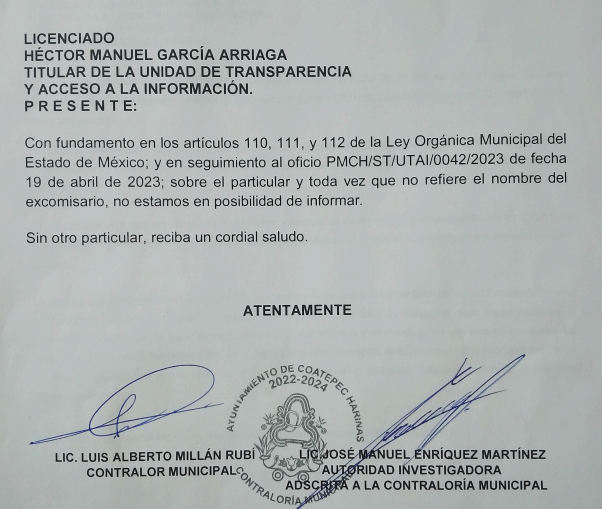 LICENCIADO
HÉCTOR MANUEL GARCÍA ARRIAGA
TITULAR DE LA UNIDAD DE TRANSPARENCIA
Y ACCESO A LA INFORMACIÓN.
P R E S E N T E:
Con fundamento en los artículos 110, 111, y 112 de la Ley Orgánica Municipal del
Estado de México; y en seguimiento al oficio PMCH/ST/UTAI/0042/2023 de fecha
19 de abril de 2023; sobre el particular y toda vez que no refiere el nombre del
excomisario, no estamos en posibilidad de informar.
Sin otro particular, reciba un cordial saludo.
ATENTAMENTE
AYUNTAMIENTO DE COATEPEC HARINAS
2022-2024
CONTRALORÍA MUNICIPAL
LIC. LUIS ALBERTO MILLÁN RUBÍ
CONTRALOR MUNICIPAL
LIC. JOSÉ MANUEL ENRÍQUEZ MARTÍNEZ
AUTORIDAD INVESTIGADORA
ADSCRITA A LA CONTRALORÍA MUNICIPAL